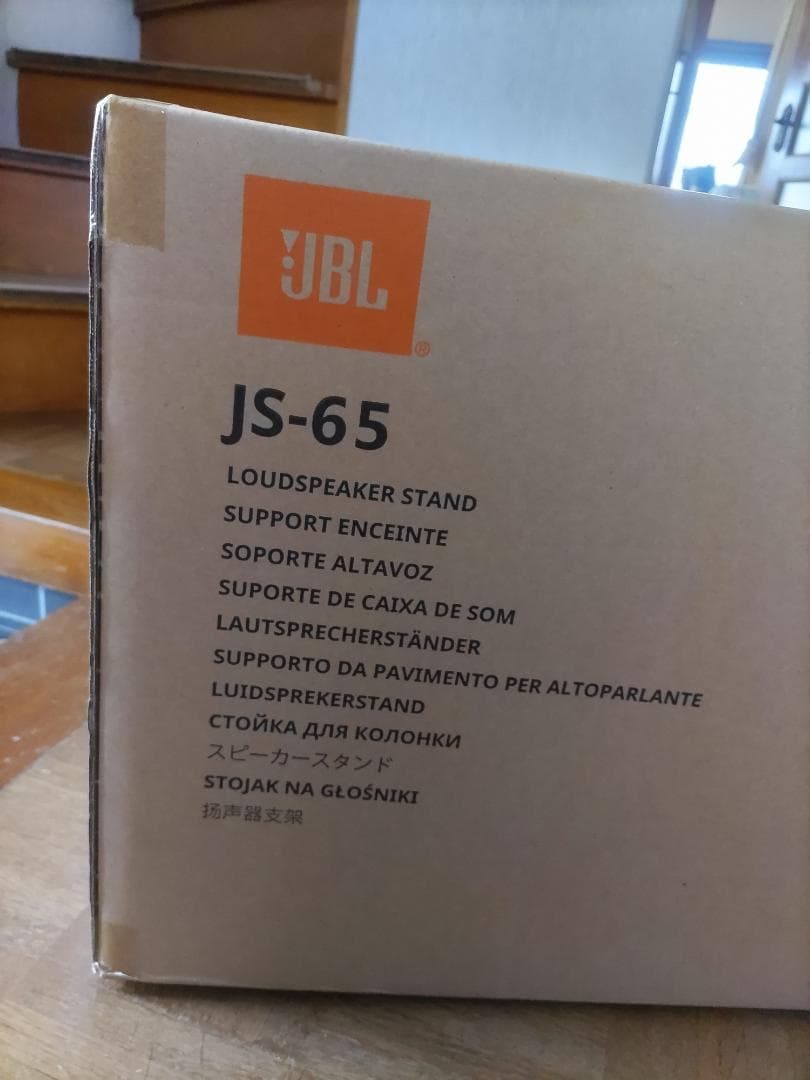 JBL
®
JS-65
LOUDSPEAKER STAND
SUPPORT ENCEINTE
SOPORTE ALTAVOZ
SUPORTE DE CAIXA DE SOM
LAUTSPRECHERSTÄNDER
SUPPORTO DA PAVIMENTO PER ALTOPARLANTE
LUIDSPREKERSTAND
СТОЙКА ДЛЯ КОЛОНКИ
スピーカースタンド
STOJAK NA GŁOŚNIKI
扬声器支架